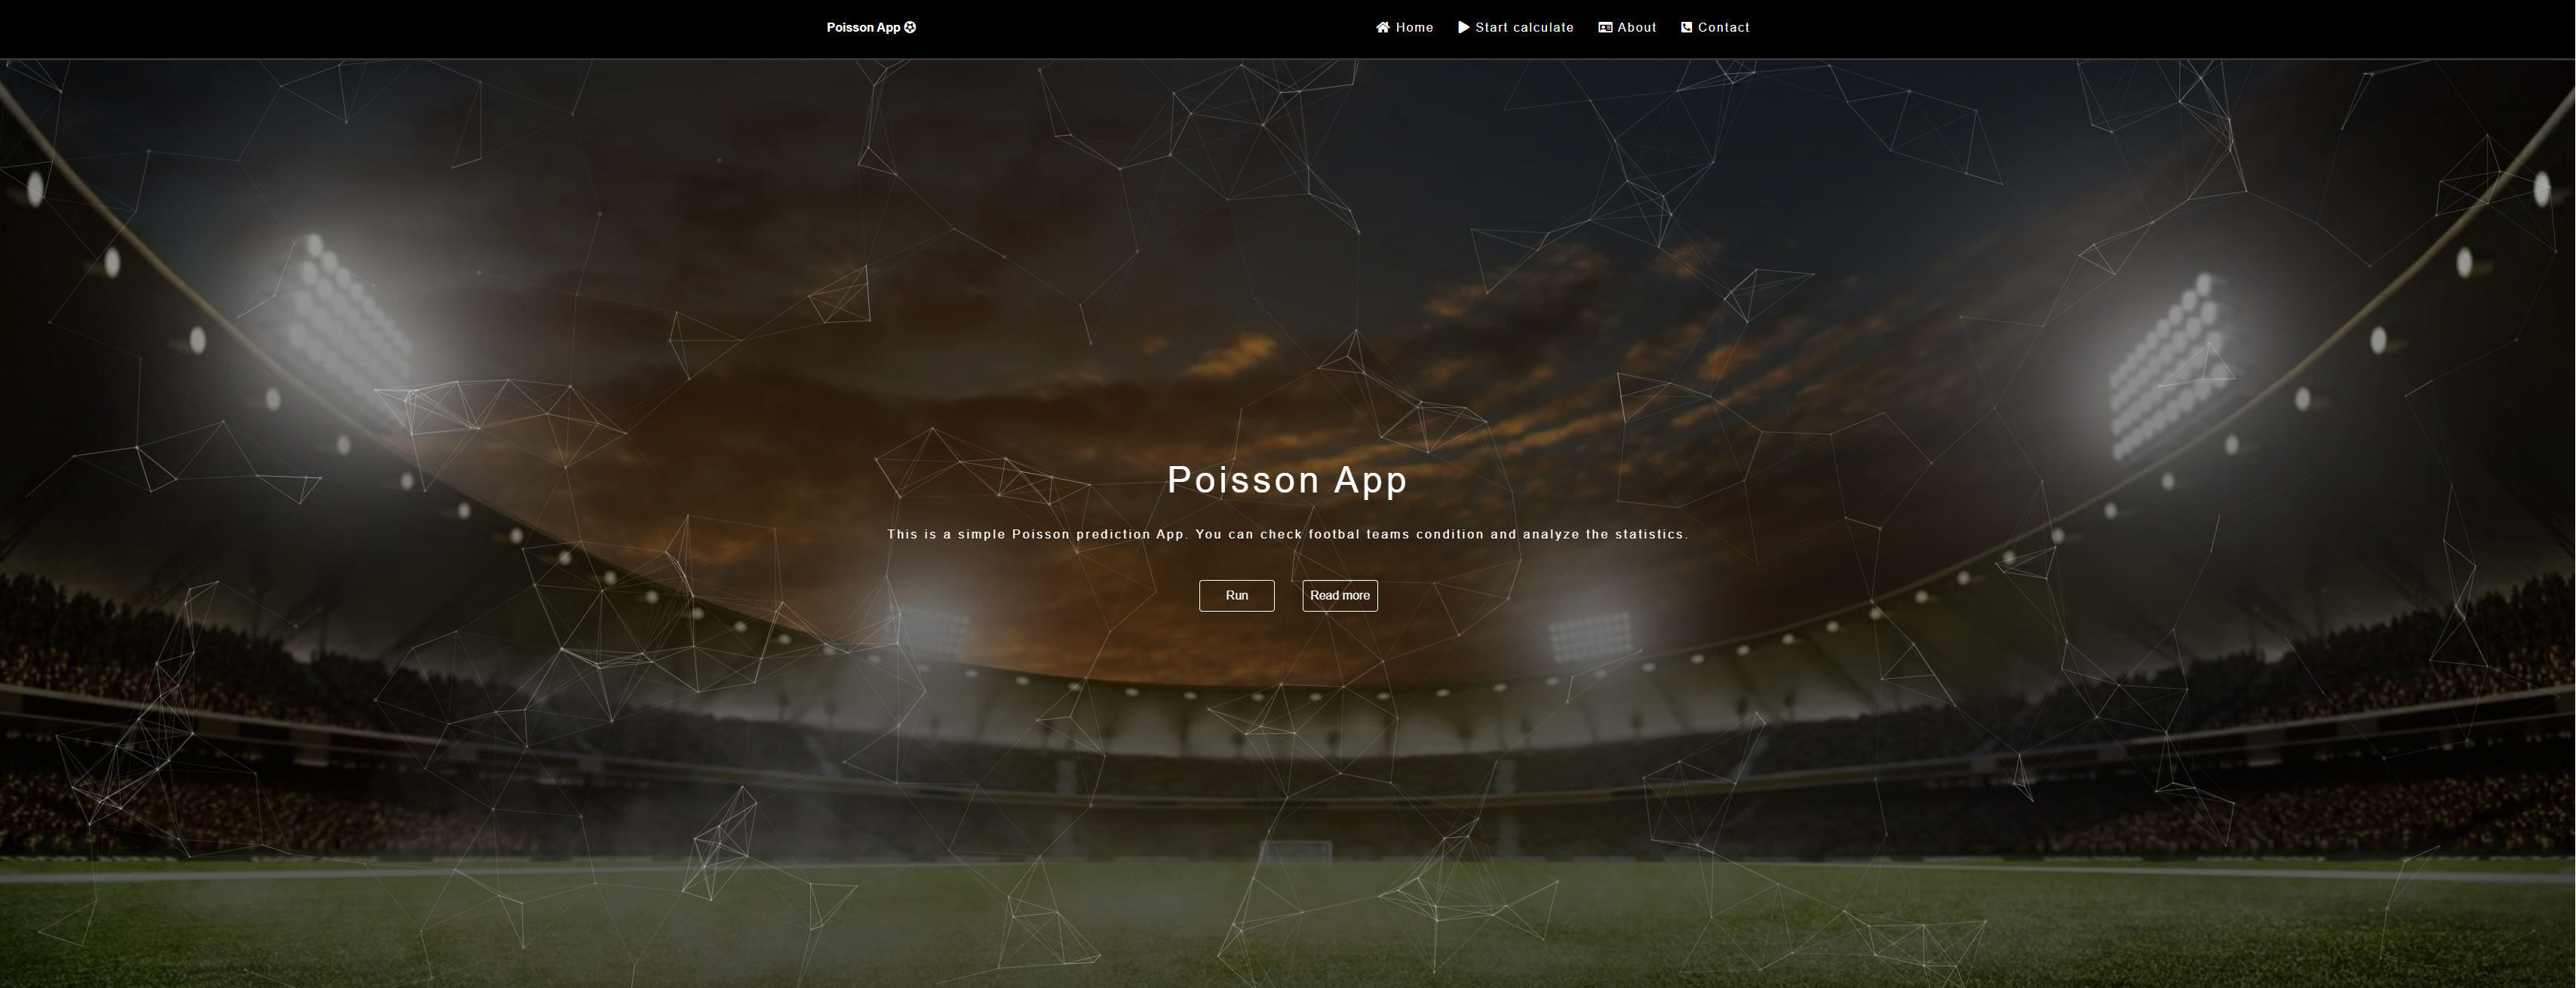 Poisson App
Home Start calculate About Contact
Poisson App
This is a simple Poisson prediction App. You can check footbal teams condition and analyze the statistics.
Run Read more